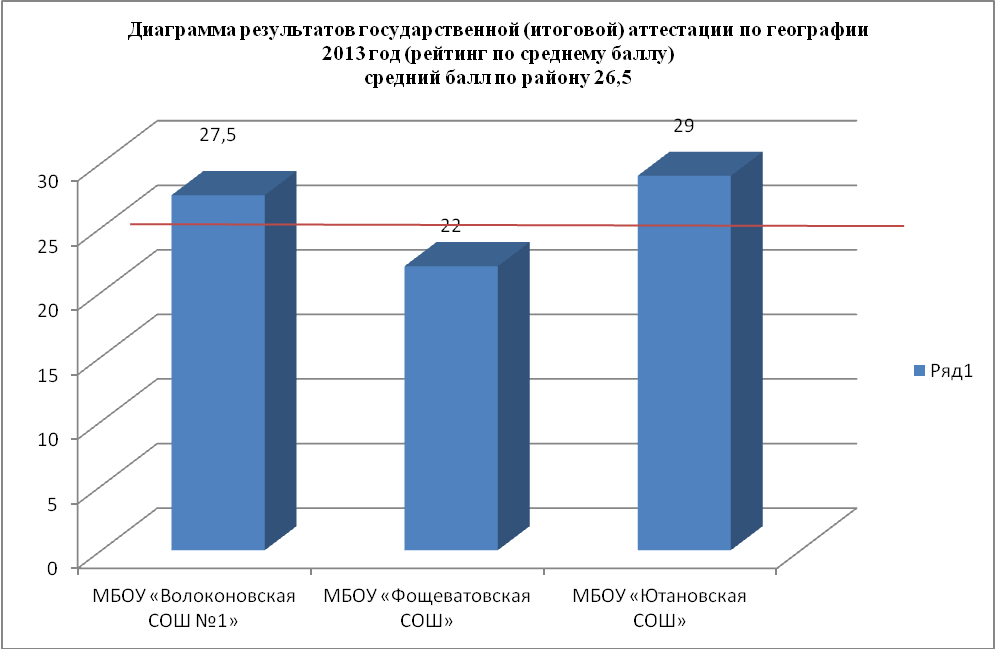 Диаграмма результатов государственной (итоговой) аттестации по географии
2013 год (рейтинг по среднему баллу)
средний балл по району 26,5
27,5
22
29
30
25
20
15
10
5
0
МБОУ «Волоконовская
СОШ №1»
МБОУ «Фощеватовская
СОШ»
МБОУ «Ютановская
СОШ»
Ряд1